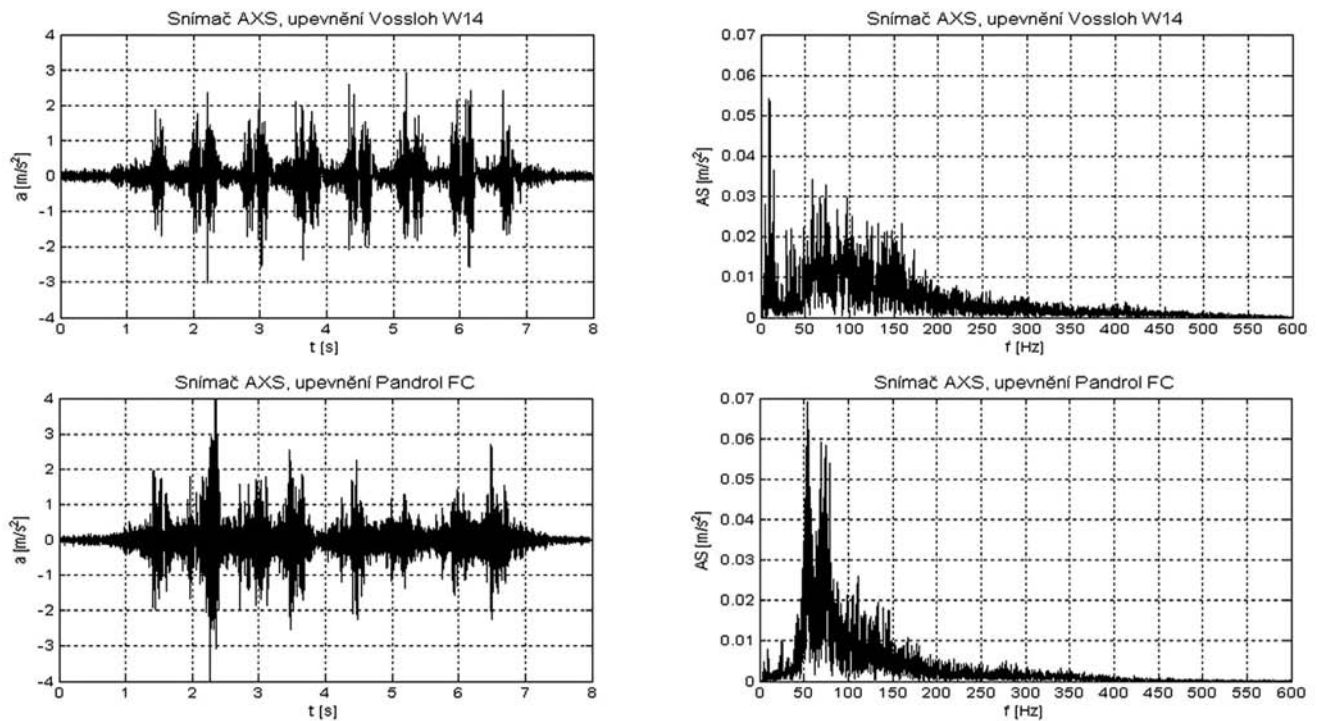 Snímač AXS, upevnění Vossloh W14
4
3
2
1
0
-1
-2
-3
-4
a [m/s²]
0 1 2 3 4 5 6 7 8
t [s]
Snímač AXS, upevnění Vossloh W14
0.07
0.06
0.05
0.04
0.03
0.02
0.01
0
AS [m/s²]
0 50 100 150 200 250 300 350 400 450 500 550 600
f [Hz]
Snímač AXS, upevnění Pandrol FC
4
3
2
1
0
-1
-2
-3
-4
a [m/s²]
0 1 2 3 4 5 6 7 8
t [s]
Snímač AXS, upevnění Pandrol FC
0.07
0.06
0.05
0.04
0.03
0.02
0.01
0
AS [m/s²]
0 50 100 150 200 250 300 350 400 450 500 550 600
f [Hz]